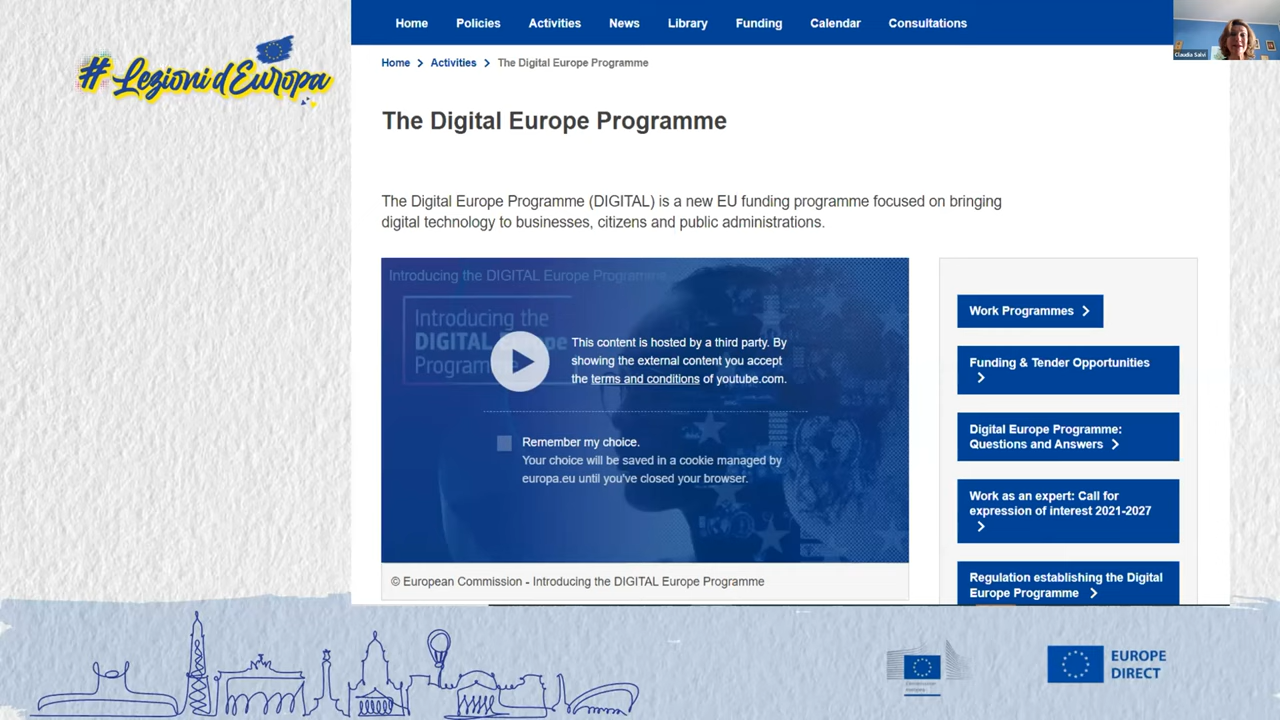 #Lezionid'Europa
Home Policies Activities News Library Funding Calendar Consultations
Claudia Salvi
Home > Activities > The Digital Europe Programme
The Digital Europe Programme
The Digital Europe Programme (DIGITAL) is a new EU funding programme focused on bringing
digital technology to businesses, citizens and public administrations.
Introducing the DIGITAL Europe Programme
Introducing the
DIGITAL Europe
Programme
This content is hosted by a third party. By
showing the external content you accept
the terms and conditions of youtube.com.
Remember my choice.
Your choice will be saved in a cookie managed by
europa.eu until you've closed your browser.
© European Commission - Introducing the DIGITAL Europe Programme
Work Programmes
Funding & Tender Opportunities
Digital Europe Programme:
Questions and Answers
Work as an expert: Call for
expression of interest 2021-2027
Regulation establishing the Digital
Europe Programme
EUROPE
DIRECT